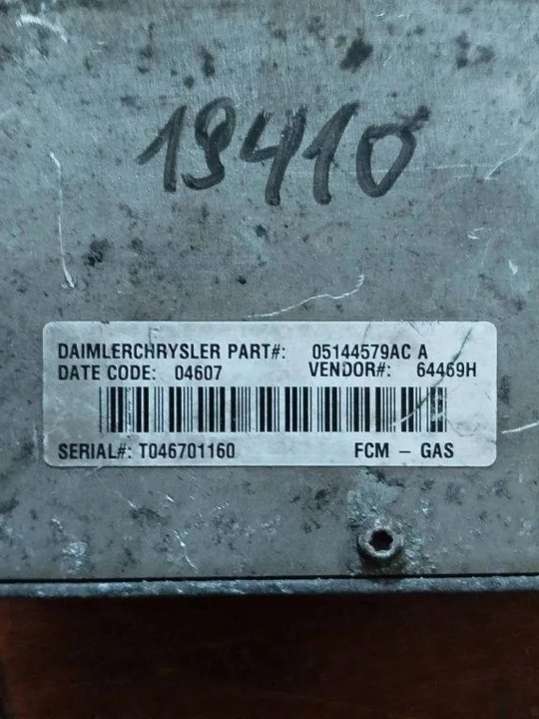 19410
DAIMLERCHRYSLER PART#: 05144579AC A
DATE CODE: 04607 VENDOR#: 64469H
SERIAL#: T046701160 FCM - GAS